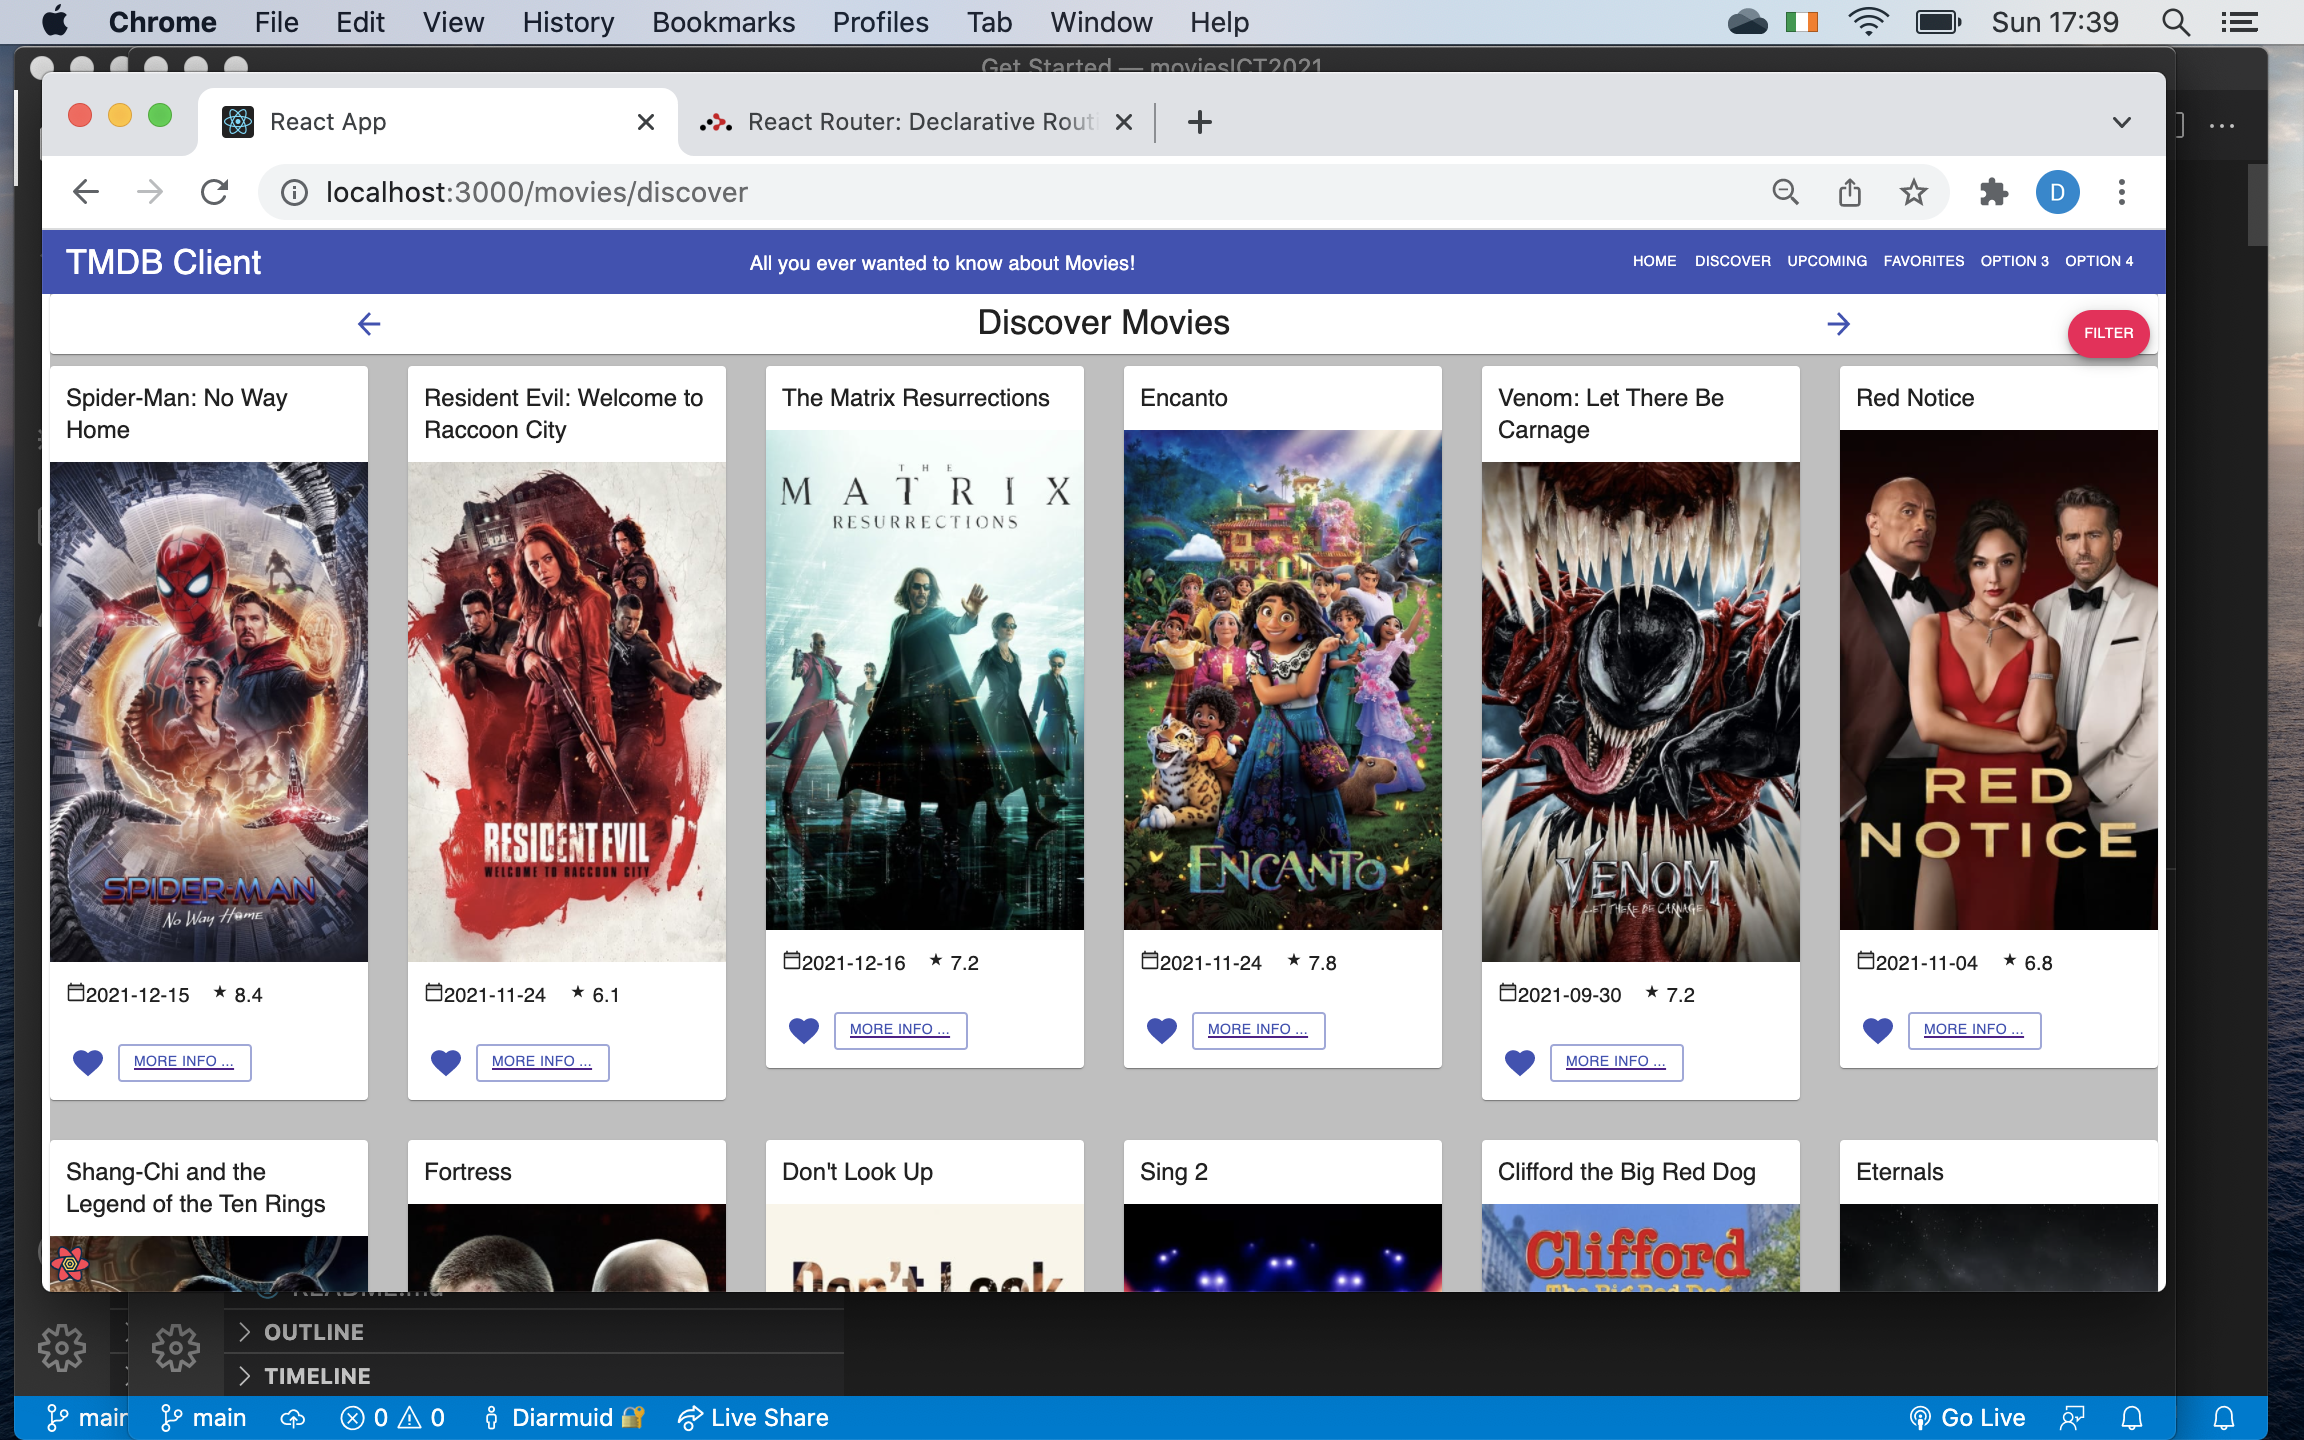 Chrome File Edit View History Bookmarks Profiles Tab Window Help Sun 17:39
Get Started — moviesICT2021
React App React Router: Declarative Routi
localhost:3000/movies/discover D
TMDB Client All you ever wanted to know about Movies! HOME DISCOVER UPCOMING FAVORITES OPTION 3 OPTION 4
Discover Movies FILTER
Spider-Man: No Way
Home
SPIDER-MAN
No Way Home
2021-12-15 8.4
MORE INFO ...
Resident Evil: Welcome to
Raccoon City
RPD
RESIDENT EVIL
WELCOME TO RACCOON CITY
2021-11-24 6.1
MORE INFO ...
The Matrix Resurrections
THE
MATRIX
RESURRECTIONS
2021-12-16 7.2
MORE INFO ...
Encanto
ENCANTO
2021-11-24 7.8
MORE INFO ...
Venom: Let There Be
Carnage
VENOM
LET THERE BE CARNAGE
2021-09-30 7.2
MORE INFO ...
Red Notice
RED
NOTICE
2021-11-04 6.8
MORE INFO ...
Shang-Chi and the
Legend of the Ten Rings
Fortress
Don't Look Up
Don't Look
Sing 2
Clifford the Big Red Dog
Clifford
The Big Red Dog
Eternals
README.md
OUTLINE
TIMELINE
main main 0 0 Diarmuid Live Share Go Live